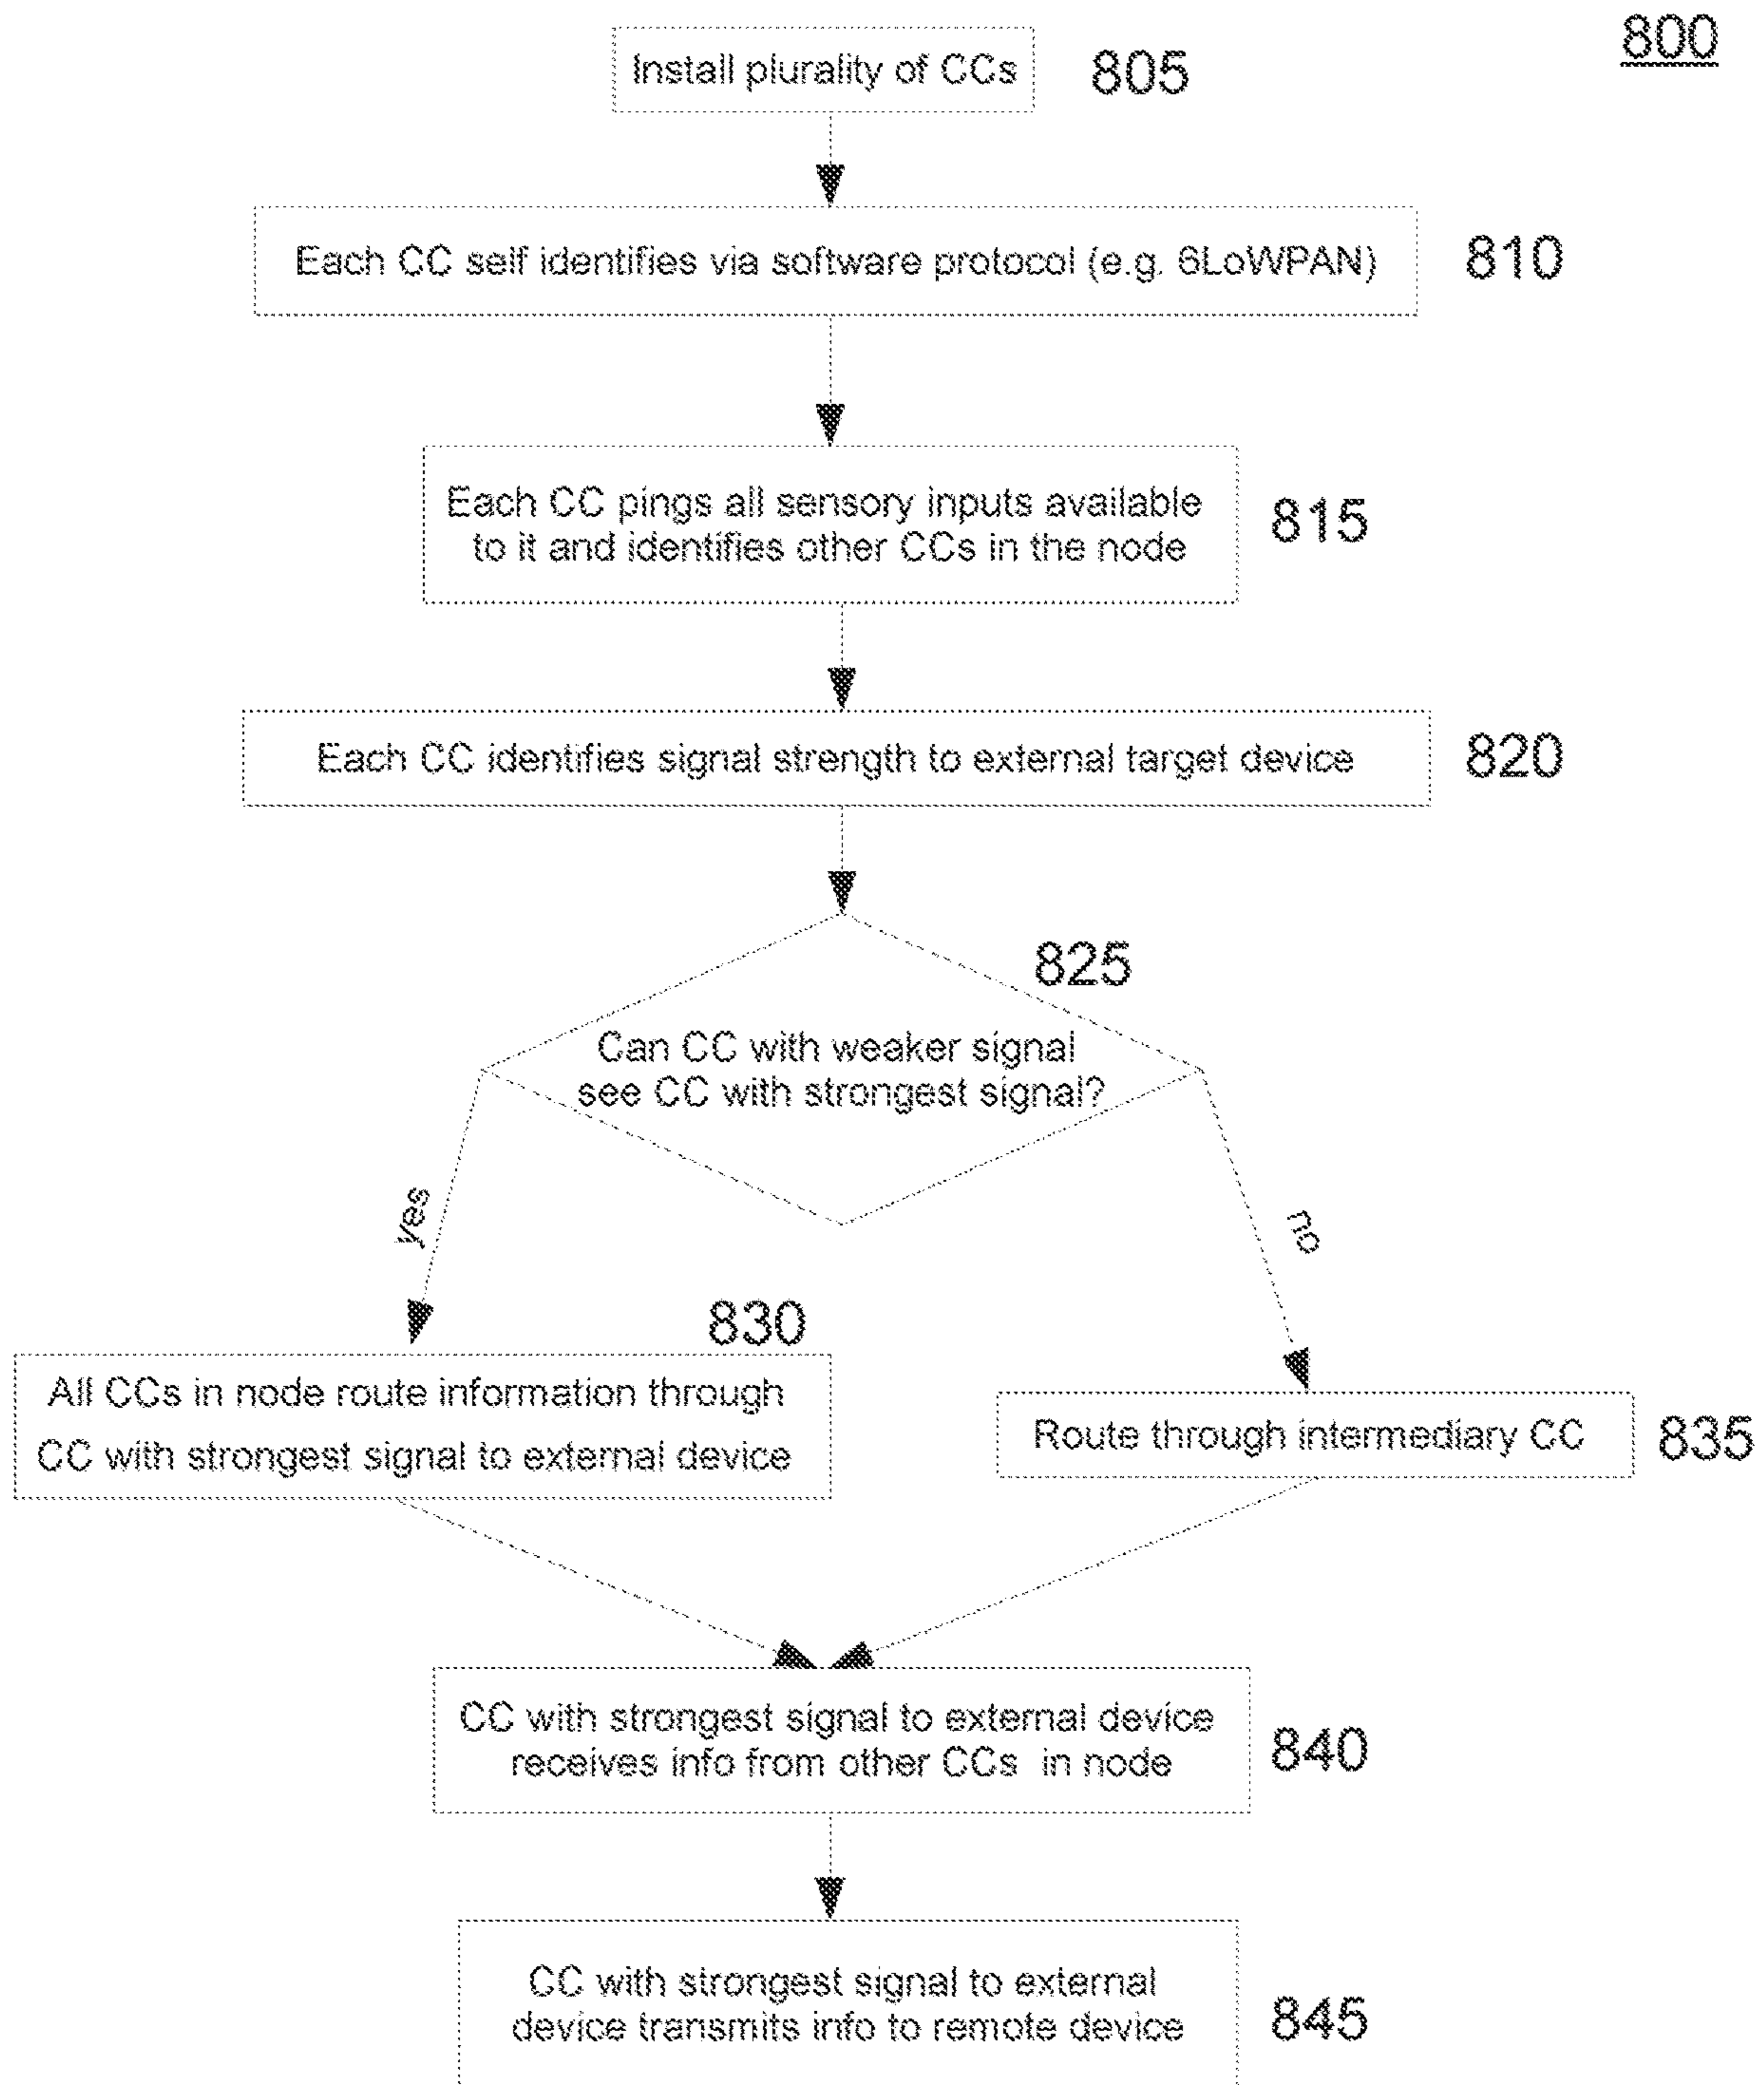 800
Install plurality of CCs
805
Each CC self identifies via software protocol (e.g. 6LoWPAN)
810
Each CC pings all sensory inputs available
to it and identifies other CCs in the node
815
Each CC identifies signal strength to external target device
820
825
Can CC with weaker signal
see CC with strongest signal?
yes
no
830
All CCs in node route information through
CC with strongest signal to external device
Route through intermediary CC
835
CC with strongest signal to external device
receives info from other CCs in node
840
CC with strongest signal to external
device transmits info to remote device
845